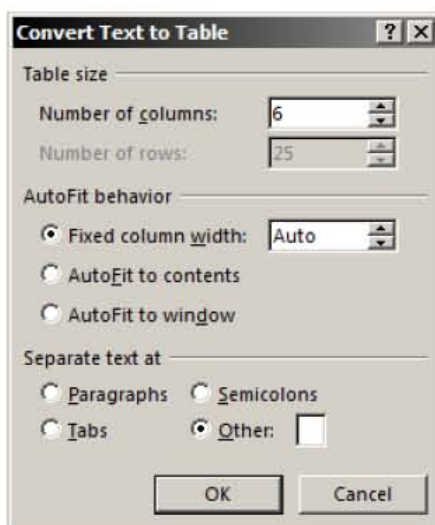 Convert Text to Table ? X
Table size
Number of columns: 6
Number of rows: 25
AutoFit behavior
Fixed column width: Auto
AutoFit to contents
AutoFit to window
Separate text at
Paragraphs Semicolons
Tabs Other:
OK Cancel